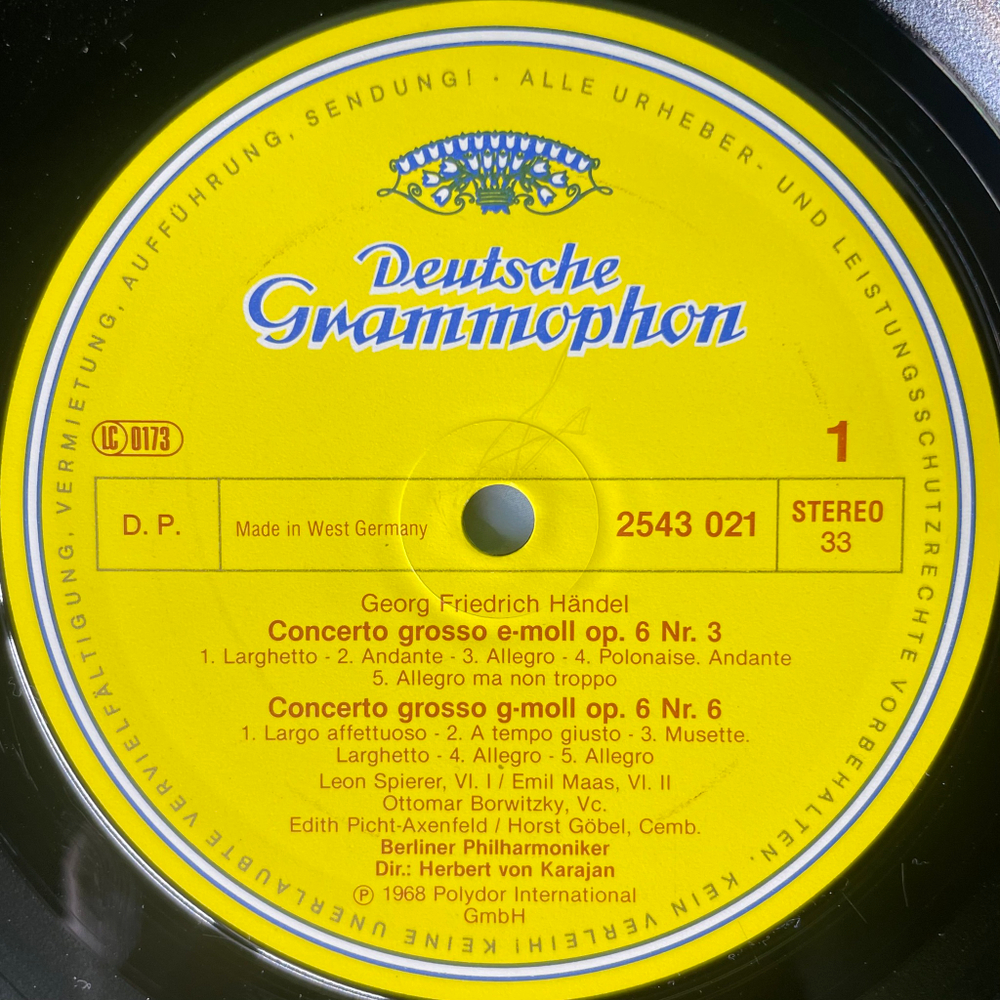 ALLE URHEBER- UND LEISTUNGSSCHUTZRECHTE VORBEHALTEN. KEIN VERLEIH! KEINE UNERLAUBTE VERVIELFÄLTIGUNG, VERMIETUNG, AUFFÜHRUNG, SENDUNG! ·
Deutsche
Grammophon
LC 0173
1
D. P.
Made in West Germany
2543 021
STEREO
33
Georg Friedrich Händel
Concerto grosso e-moll op. 6 Nr. 3
1. Larghetto - 2. Andante - 3. Allegro - 4. Polonaise. Andante
5. Allegro ma non troppo
Concerto grosso g-moll op. 6 Nr. 6
1. Largo affettuoso - 2. A tempo giusto - 3. Musette.
Larghetto - 4. Allegro - 5. Allegro
Leon Spierer, Vl. I / Emil Maas, Vl. II
Ottomar Borwitzky, Vc.
Edith Picht-Axenfeld / Horst Göbel, Cemb.
Berliner Philharmoniker
Dir.: Herbert von Karajan
℗ 1968 Polydor International
GmbH